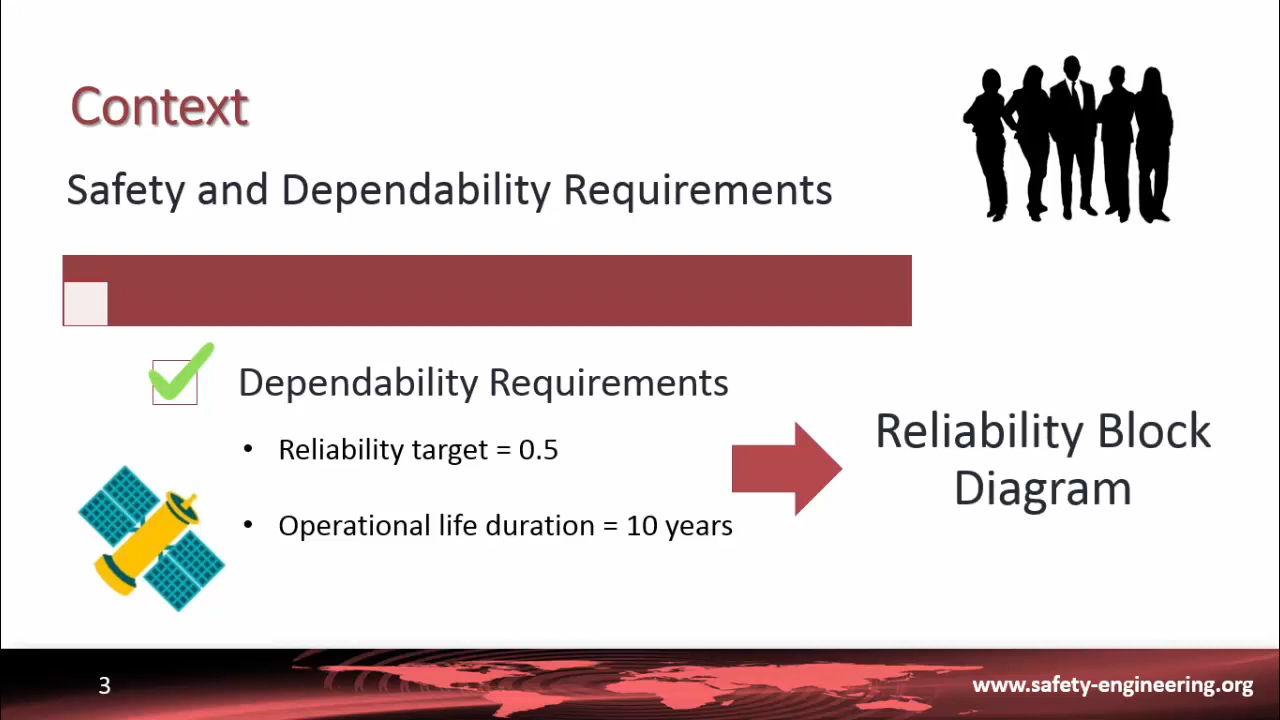 Context
Safety and Dependability Requirements
Dependability Requirements
• Reliability target = 0.5
• Operational life duration = 10 years
Reliability Block
Diagram
3
www.safety-engineering.org